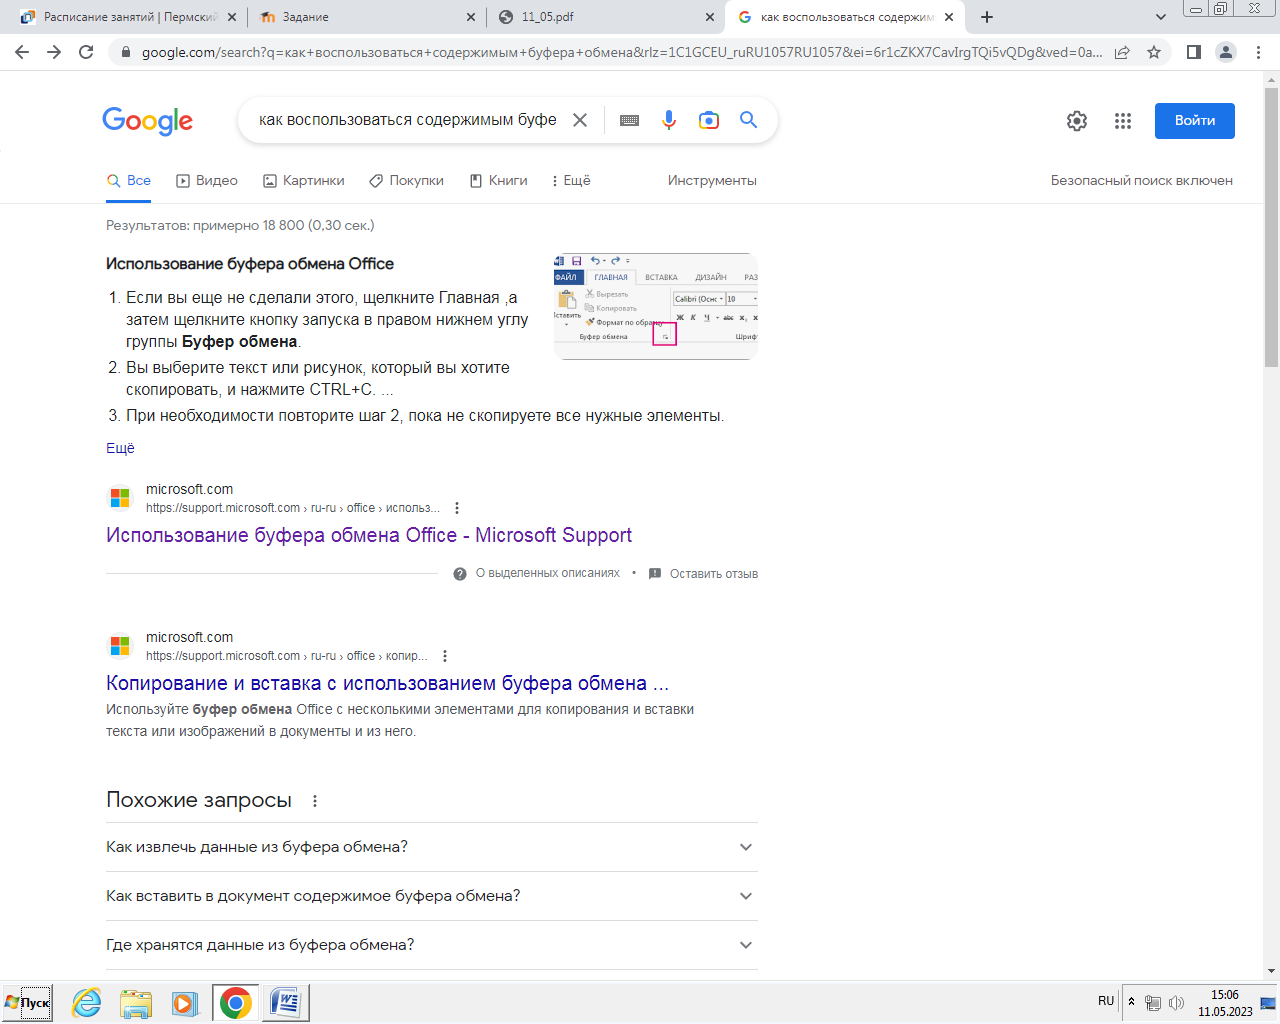 Расписание занятий | Пермский
Задание
11_05.pdf
как воспользоваться содержим
google.com/search?q=как+воспользоваться+содержимым+буфера+обмена&rlz=1C1GCEU_ruRU1057RU1057&ei=6r1cZKX7CavIrgTQi5vQDg&ved=0a...
Google
как воспользоваться содержимым буфе
Войти
Все
Видео
Картинки
Покупки
Книги
Ещё
Инструменты
Безопасный поиск включен
Результатов: примерно 18 800 (0,30 сек.)
Использование буфера обмена Office
1. Если вы еще не сделали этого, щелкните Главная ,а
затем щелкните кнопку запуска в правом нижнем углу
группы Буфер обмена.
2. Вы выберите текст или рисунок, который вы хотите
скопировать, и нажмите CTRL+C. ...
3. При необходимости повторите шаг 2, пока не скопируете все нужные элементы.
ФАЙЛ
ГЛАВНАЯ
ВСТАВКА
ДИЗАЙН
РАЗ
Вырезать
Копировать
Формат по образцу
ставить
Calibri (Оснс
10
Ж К Ч abc x₂ x
Буфер обмена
Шрифт
Ещё
microsoft.com
https://support.microsoft.com › ru-ru › office › использ...
Использование буфера обмена Office - Microsoft Support
О выделенных описаниях
•
Оставить отзыв
microsoft.com
https://support.microsoft.com › ru-ru › office › копир...
Копирование и вставка с использованием буфера обмена ...
Используйте буфер обмена Office с несколькими элементами для копирования и вставки
текста или изображений в документы и из него.
Похожие запросы
Как извлечь данные из буфера обмена?
Как вставить в документ содержимое буфера обмена?
Где хранятся данные из буфера обмена?
Пуск
RU
15:06
11.05.2023